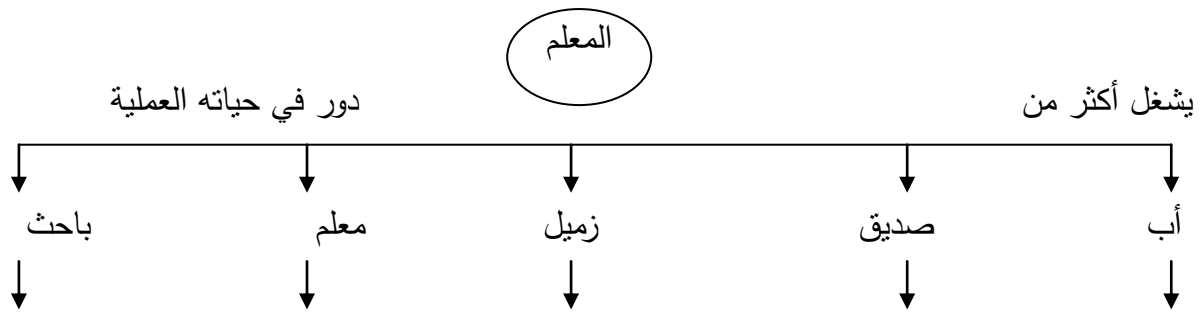 المعلم
يشغل أكثر من دور في حياته العملية
أب صديق زميل معلم باحث